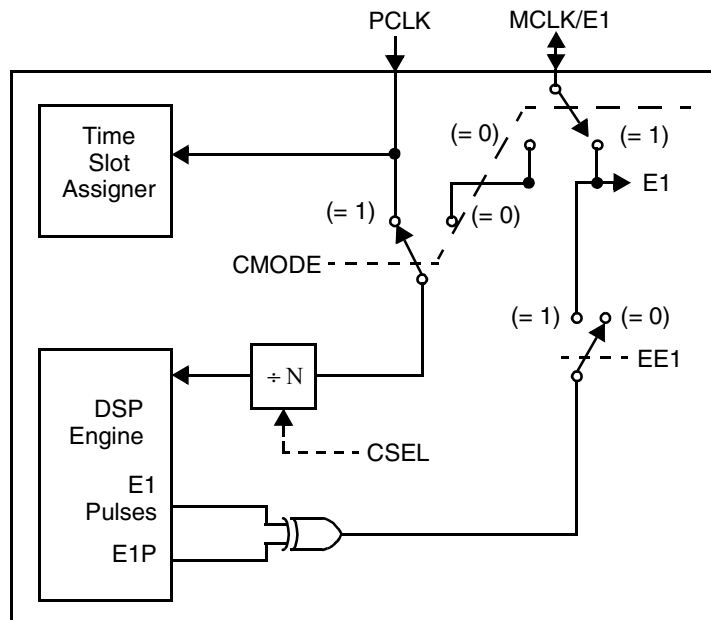 PCLK
MCLK/E1
Time
Slot
Assigner
(= 0)
(= 1)
E1
(= 1)
(= 0)
CMODE
(= 1)
(= 0)
EE1
÷ N
DSP
Engine
CSEL
E1
Pulses
E1P